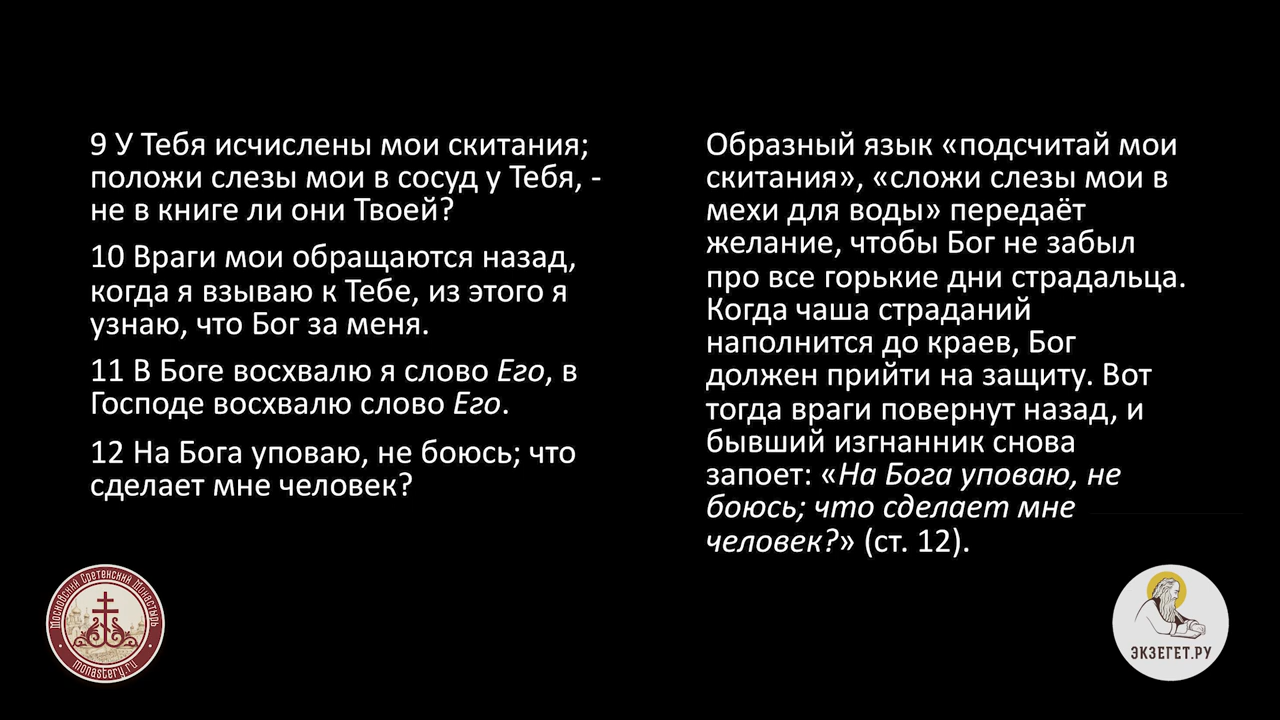 9 У Тебя исчислены мои скитания;
положи слезы мои в сосуд у Тебя, -
не в книге ли они Твоей?
10 Враги мои обращаются назад,
когда я взываю к Тебе, из этого я
узнаю, что Бог за меня.
11 В Боге восхвалю я слово Его, в
Господе восхвалю слово Его.
12 На Бога уповаю, не боюсь; что
сделает мне человек?
Образный язык «подсчитай мои
скитания», «сложи слезы мои в
мехи для воды» передаёт
желание, чтобы Бог не забыл
про все горькие дни страдальца.
Когда чаша страданий
наполнится до краев, Бог
должен прийти на защиту. Вот
тогда враги повернут назад, и
бывший изгнанник снова
запоет: «На Бога уповаю, не
боюсь; что сделает мне
человек?» (ст. 12).
Московский Сретенский Монастырь
monastery.ru
ЭКЗЕГЕТ.РУ